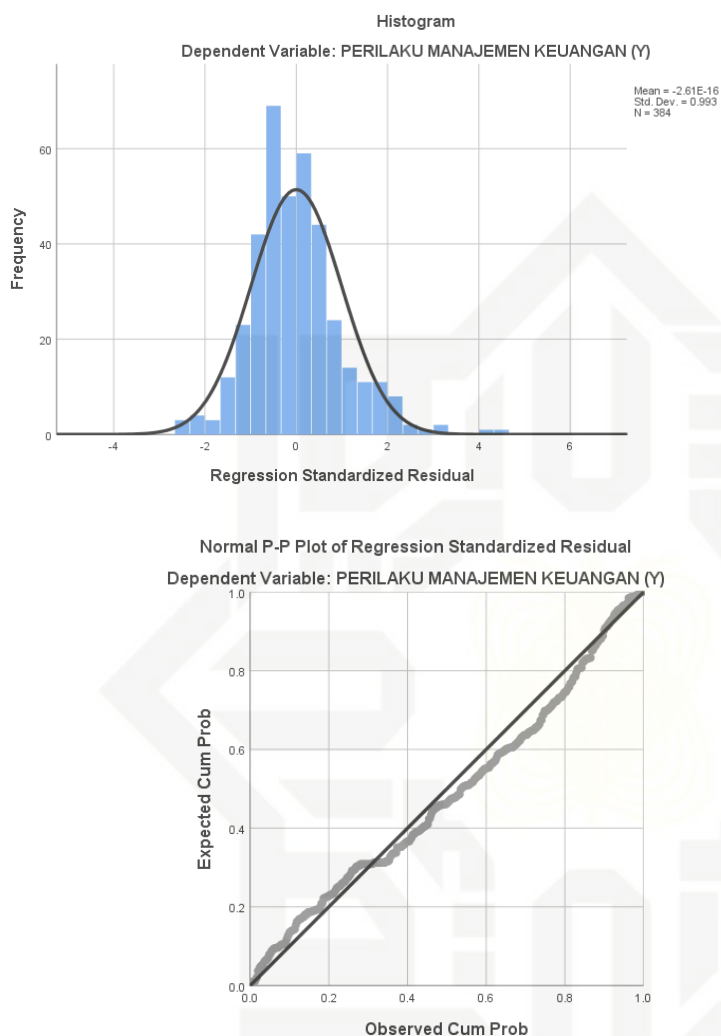 Histogram
Dependent Variable: PERILAKU MANAJEMEN KEUANGAN (Y)
Mean = -2.61E-16
Std. Dev. = 0.993
N = 384
Frequency
60
40
20
0
-4 -2 0 2 4 6
Regression Standardized Residual
Normal P-P Plot of Regression Standardized Residual
Dependent Variable: PERILAKU MANAJEMEN KEUANGAN (Y)
Expected Cum Prob
1.0
0.8
0.6
0.4
0.2
0.0
0.0 0.2 0.4 0.6 0.8 1.0
Observed Cum Prob